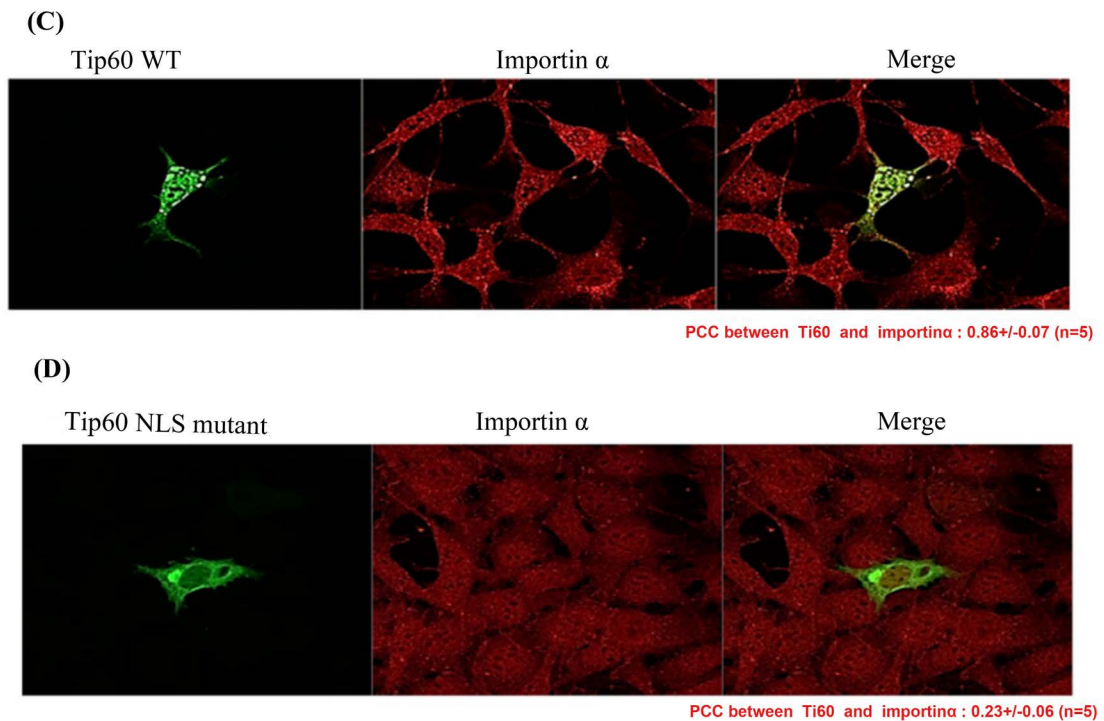 (C)
Tip60 WT Importin α Merge
PCC between Ti60 and importinα : 0.86+/-0.07 (n=5)
(D)
Tip60 NLS mutant Importin α Merge
PCC between Ti60 and importinα : 0.23+/-0.06 (n=5)